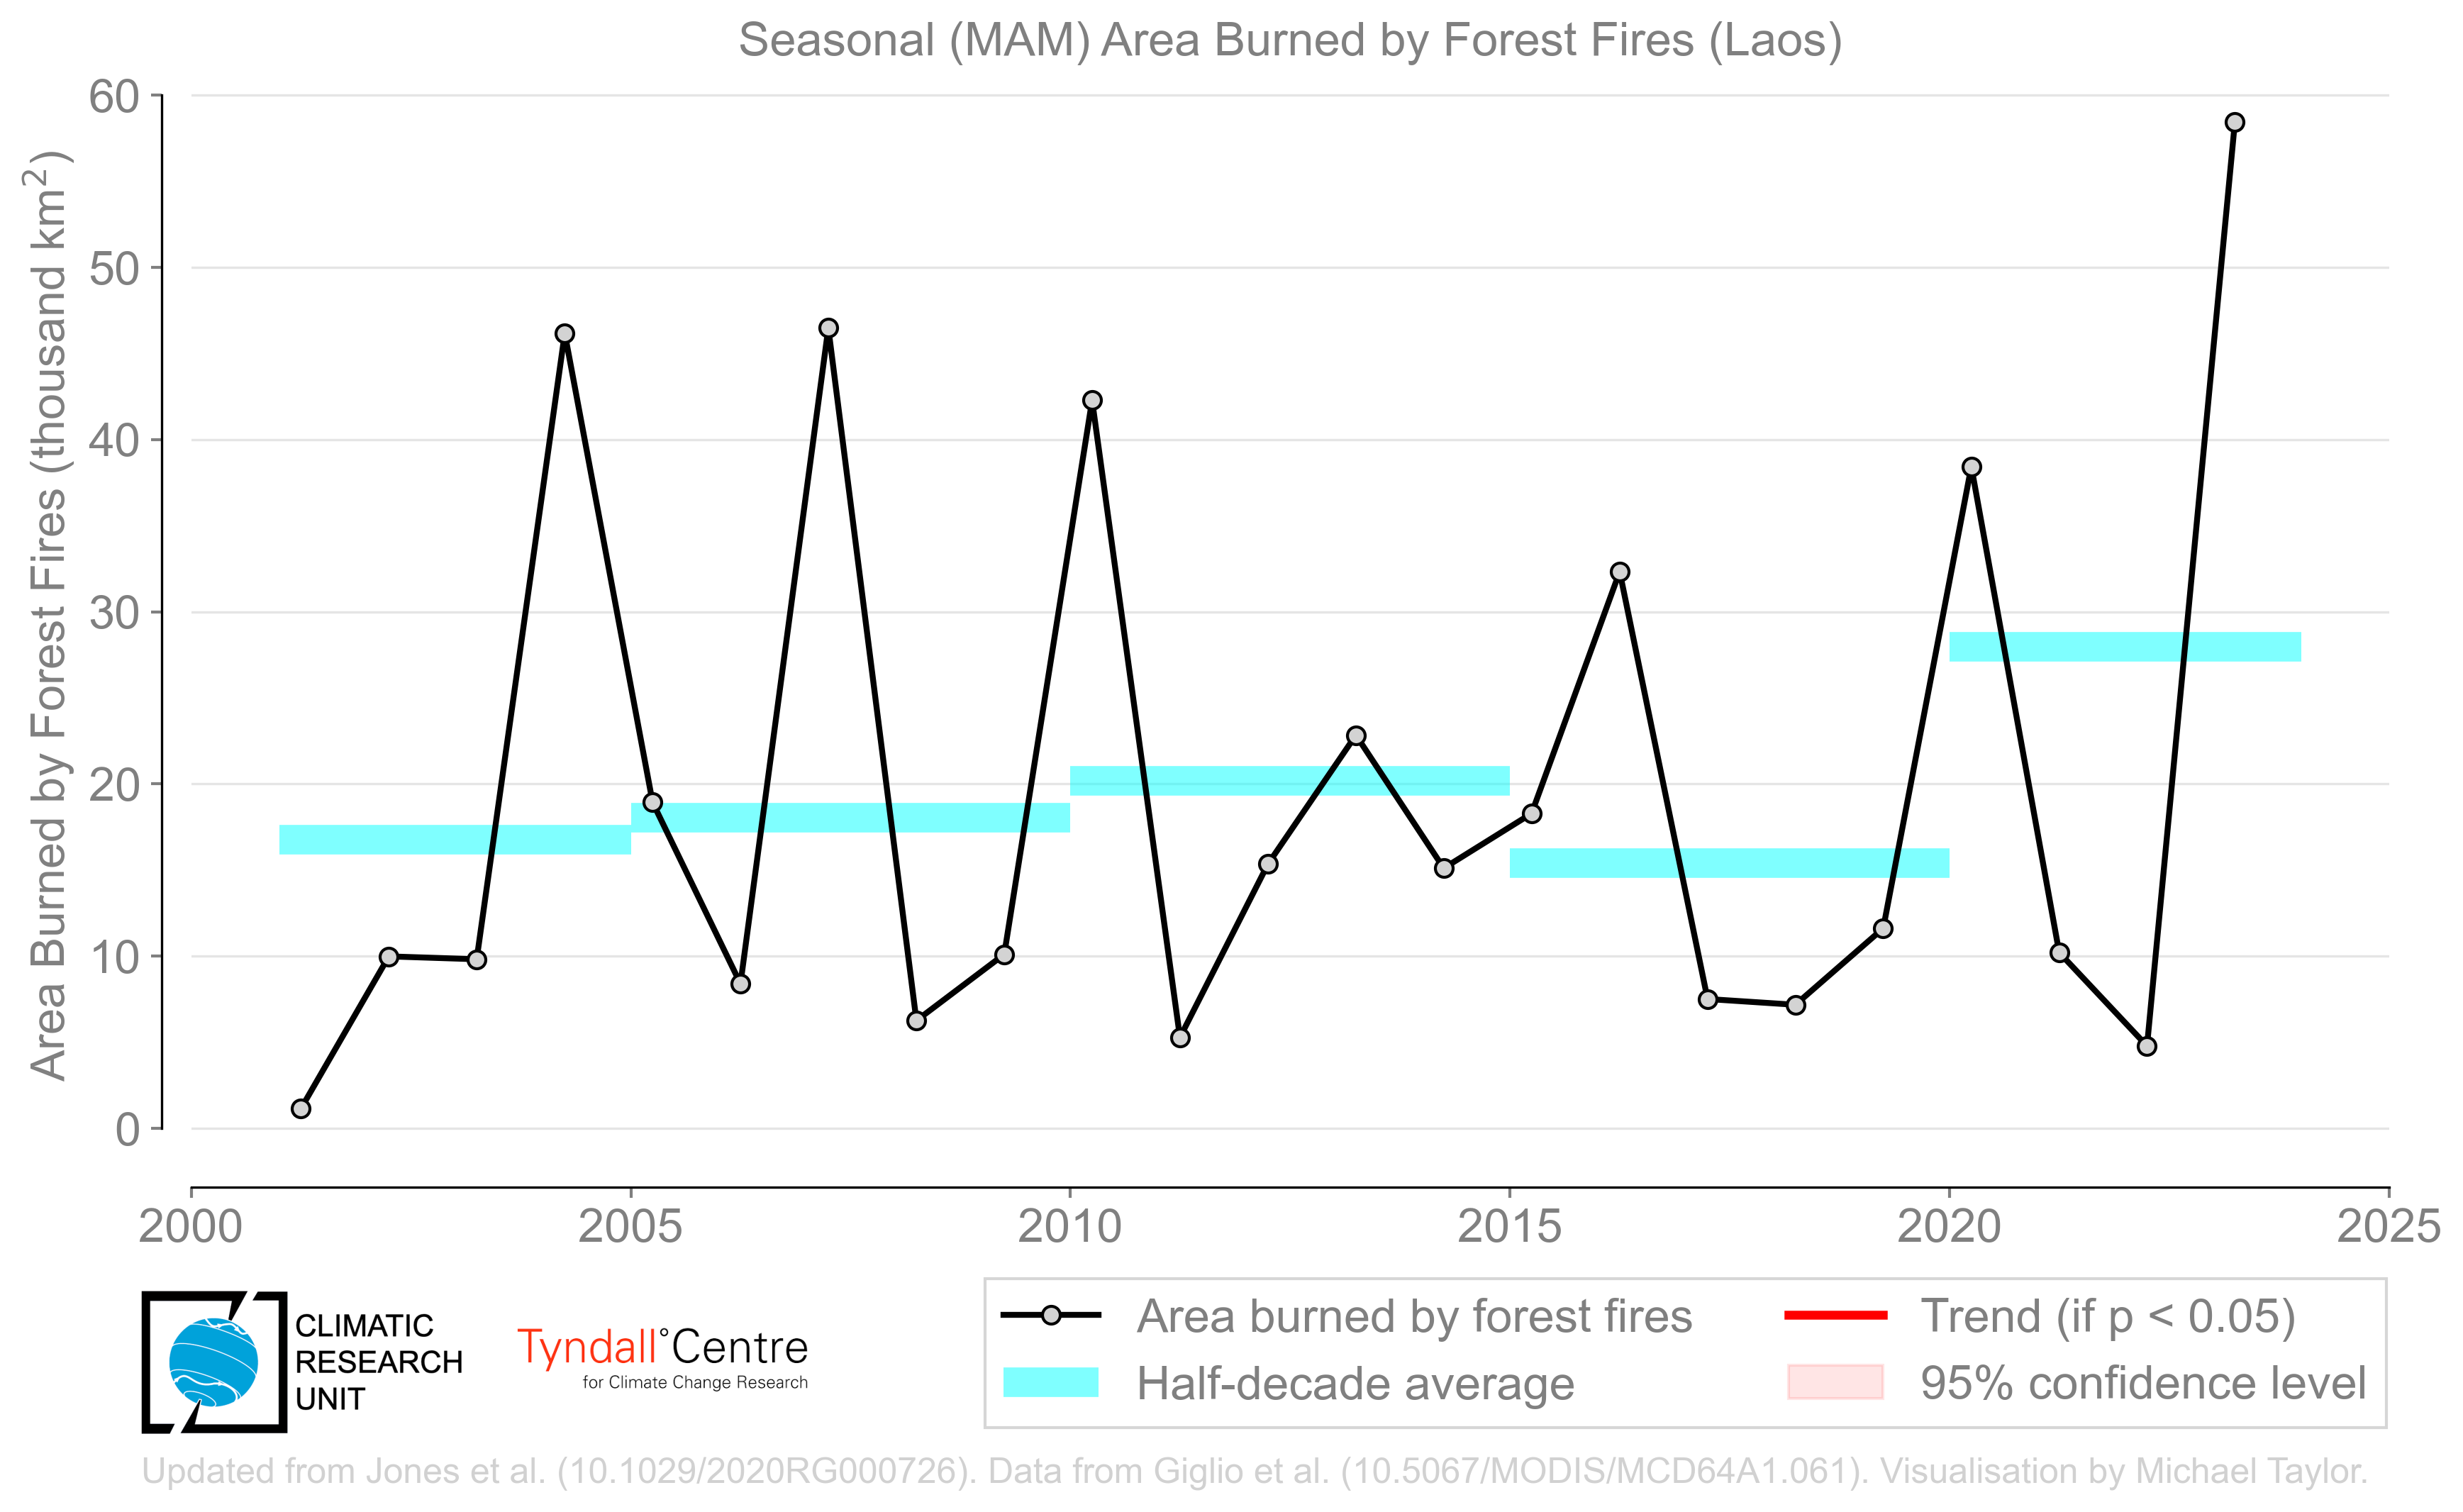 Seasonal (MAM) Area Burned by Forest Fires (Laos)
Area Burned by Forest Fires (thousand km²)
60
50
40
30
20
10
0
2000 2005 2010 2015 2020 2025
CLIMATIC
RESEARCH
UNIT
Tyndall°Centre
for Climate Change Research
Area burned by forest fires
Half-decade average
Trend (if p < 0.05)
95% confidence level
Updated from Jones et al. (10.1029/2020RG000726). Data from Giglio et al. (10.5067/MODIS/MCD64A1.061). Visualisation by Michael Taylor.